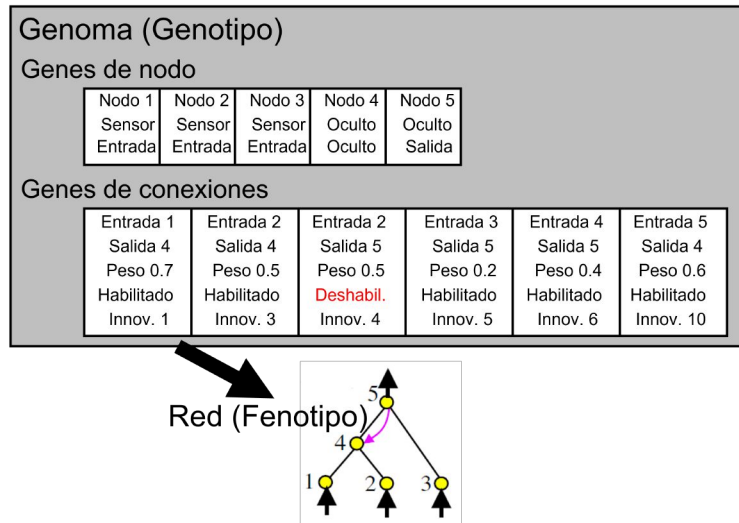 Genoma (Genotipo)
Genes de nodo
Nodo 1 Nodo 2 Nodo 3 Nodo 4 Nodo 5
Sensor Sensor Sensor Oculto Oculto
Entrada Entrada Entrada Oculto Salida
Genes de conexiones
Entrada 1 Entrada 2 Entrada 2 Entrada 3 Entrada 4 Entrada 5
Salida 4 Salida 4 Salida 5 Salida 5 Salida 5 Salida 4
Peso 0.7 Peso 0.5 Peso 0.5 Peso 0.2 Peso 0.4 Peso 0.6
Habilitado Habilitado Deshabil. Habilitado Habilitado Habilitado
Innov. 1 Innov. 3 Innov. 4 Innov. 5 Innov. 6 Innov. 10
5
Red (Fenotipo)
4
1 2 3